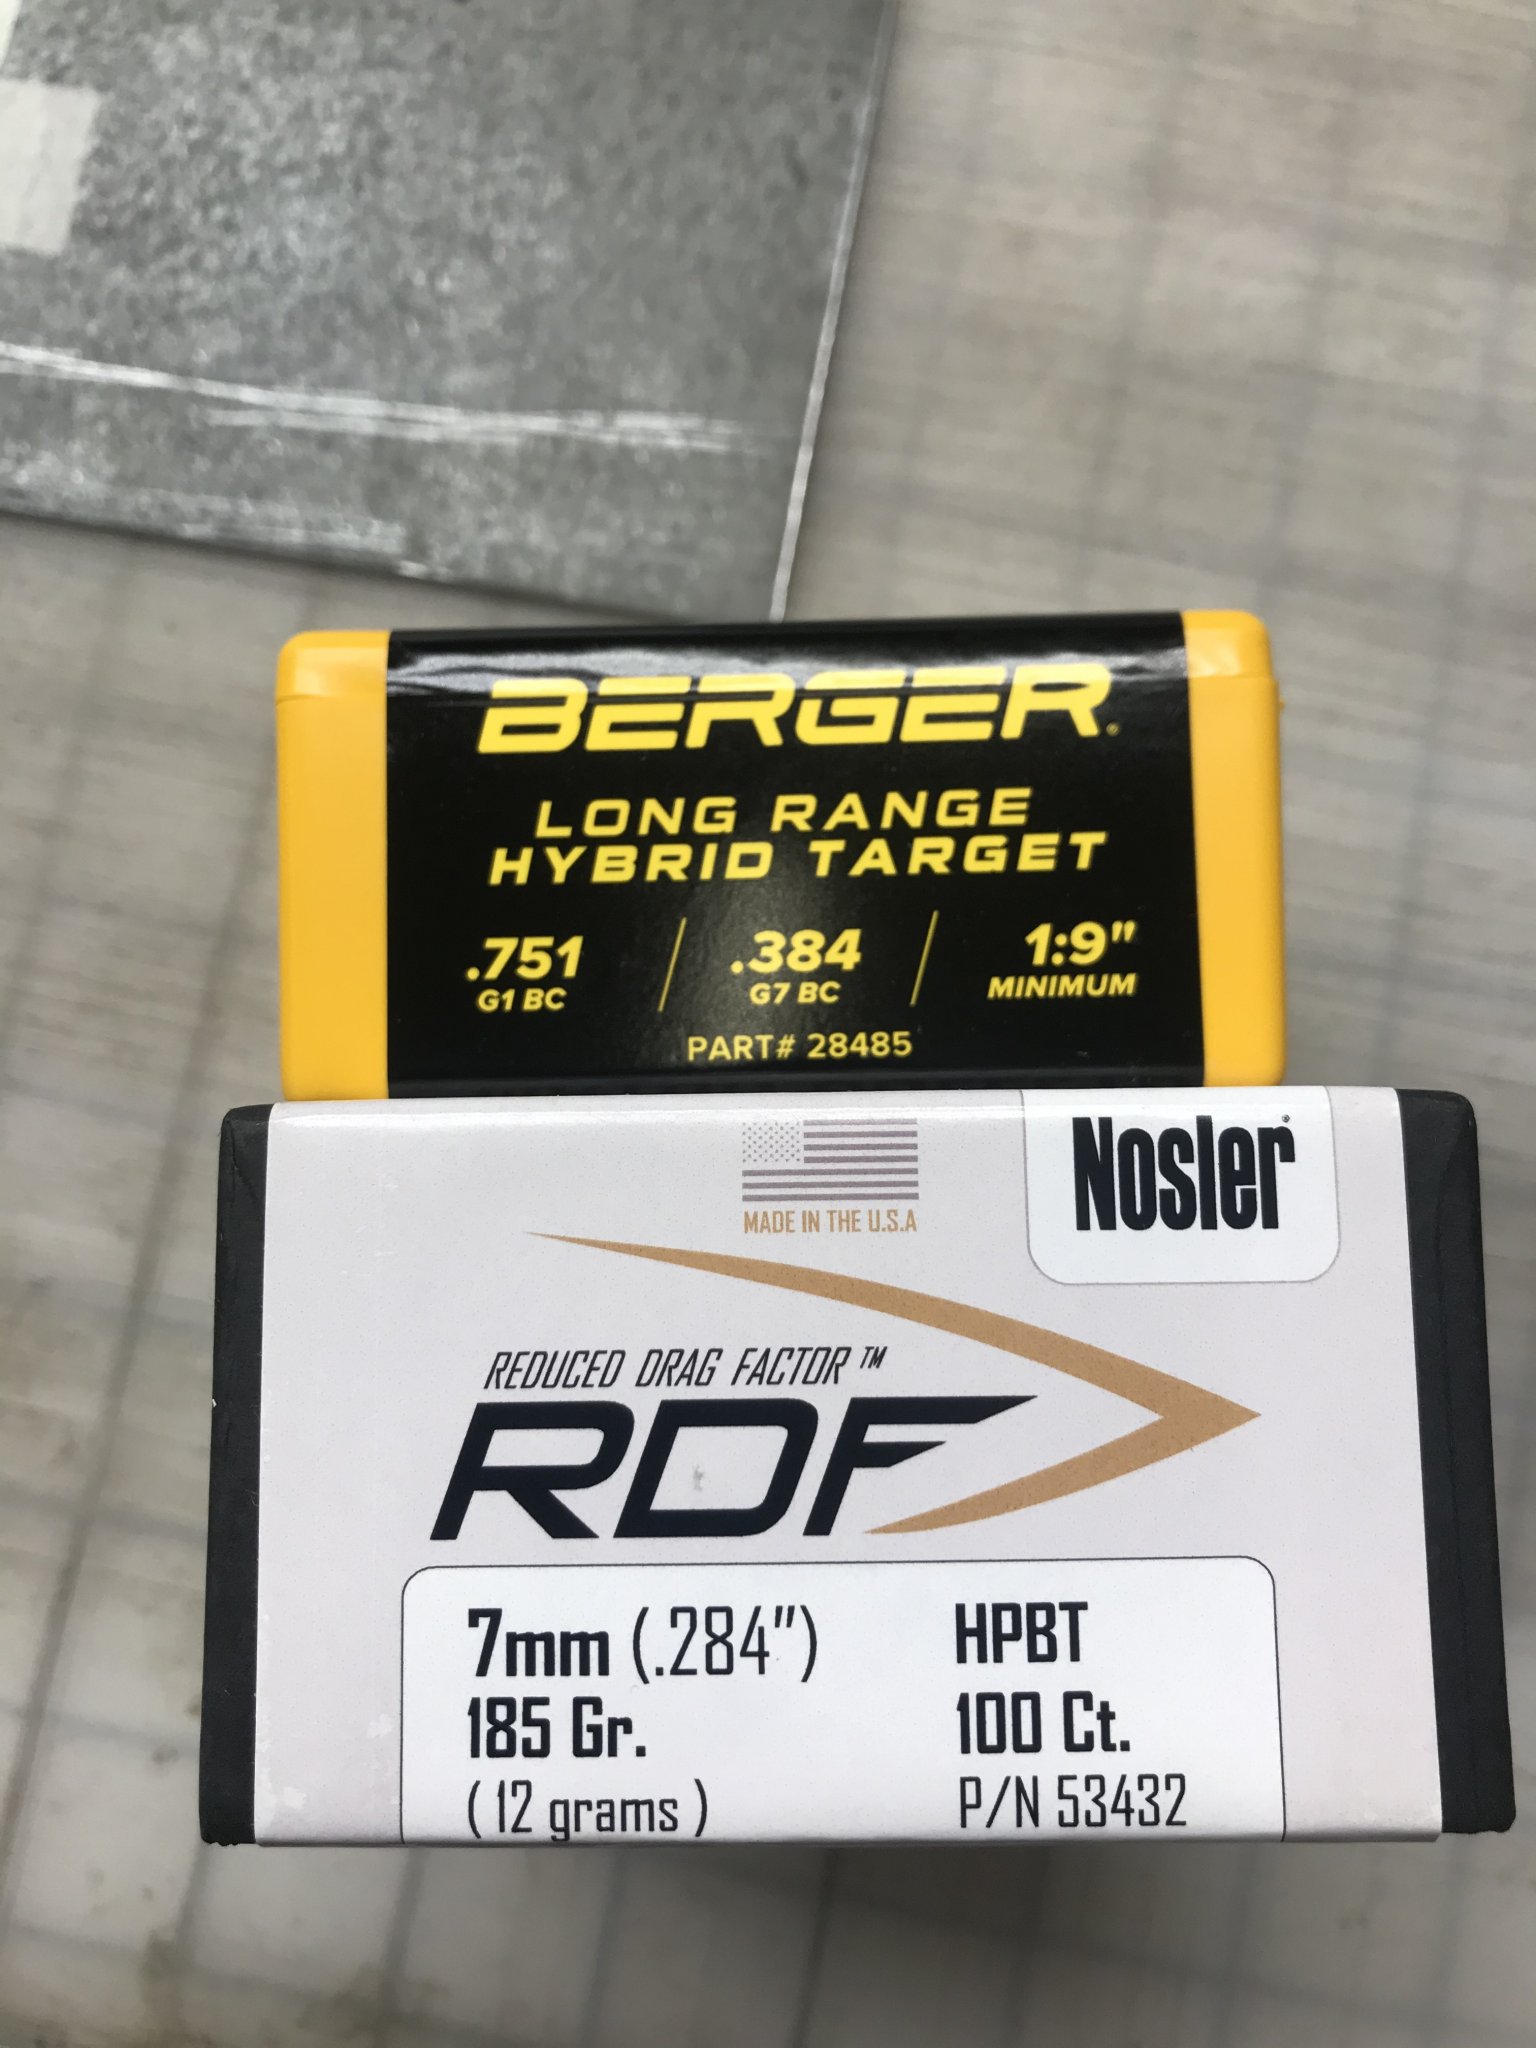 BERGER.
LONG RANGE
HYBRID TARGET
.751 / .384 / 1:9"
G1 BC G7 BC MINIMUM
PART# 28485
Nosler®
MADE IN THE U.S.A
REDUCED DRAG FACTOR™
RDF
7mm (.284") HPBT
185 Gr. 100 Ct.
(12 grams) P/N 53432